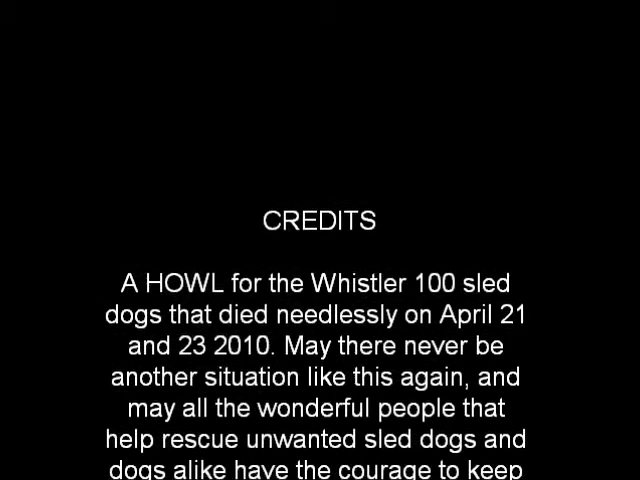 CREDITS
A HOWL for the Whistler 100 sled
dogs that died needlessly on April 21
and 23 2010. May there never be
another situation like this again, and
may all the wonderful people that
help rescue unwanted sled dogs and
dogs alike have the courage to keep